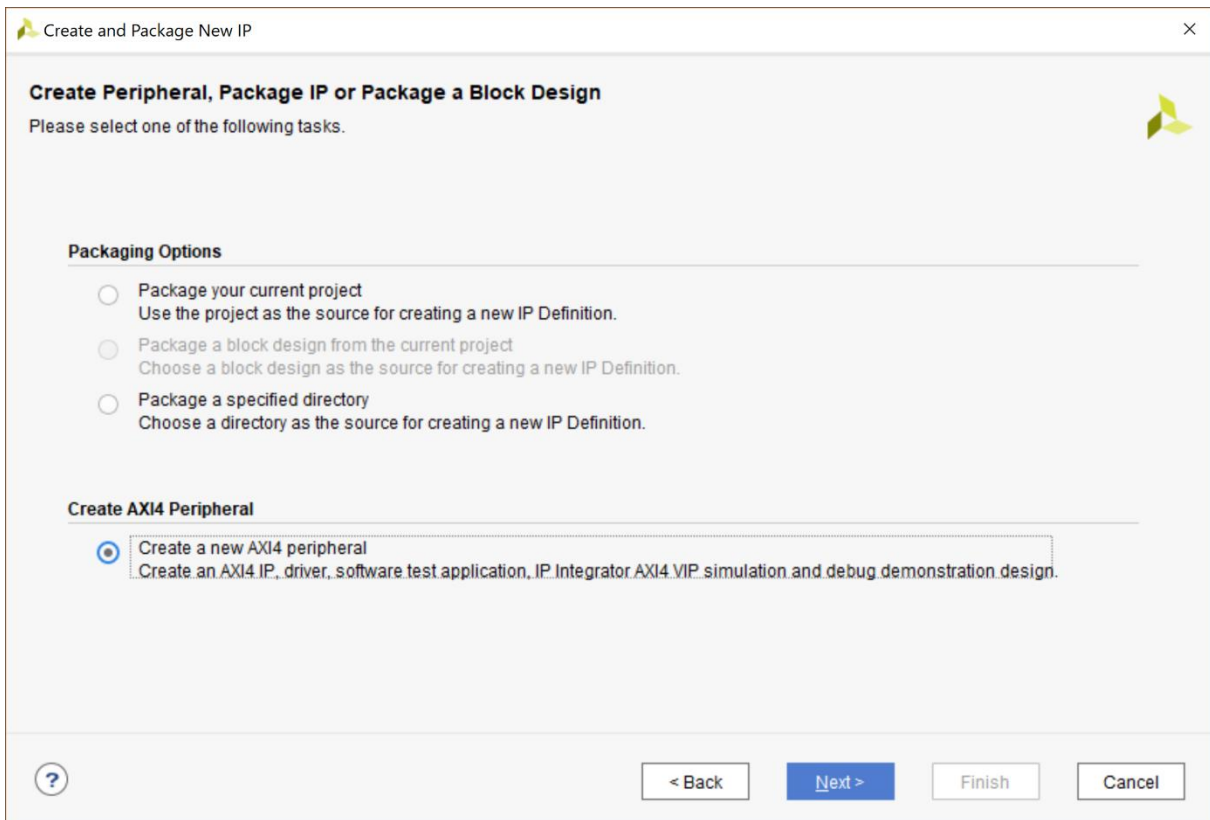 Create and Package New IP
Create Peripheral, Package IP or Package a Block Design
Please select one of the following tasks.
Packaging Options
Package your current project
Use the project as the source for creating a new IP Definition.
Package a block design from the current project
Choose a block design as the source for creating a new IP Definition.
Package a specified directory
Choose a directory as the source for creating a new IP Definition.
Create AXI4 Peripheral
Create a new AXI4 peripheral
Create an AXI4 IP, driver, software test application, IP Integrator AXI4 VIP simulation and debug demonstration design.
? < Back Next > Finish Cancel